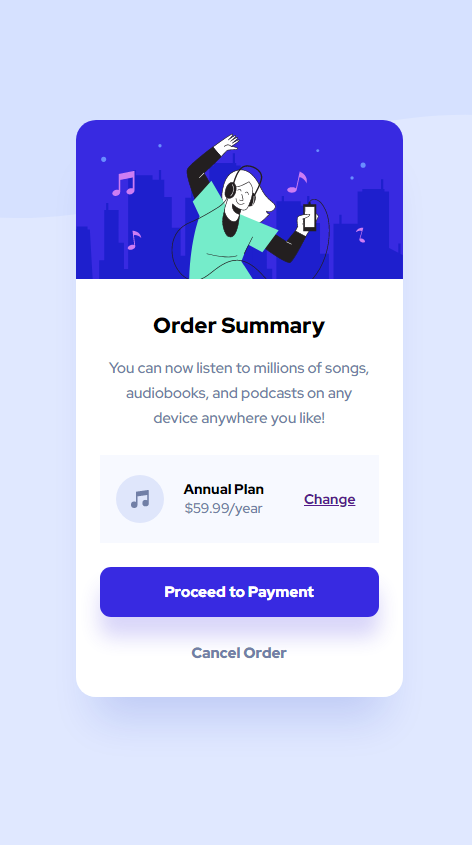 Order Summary
You can now listen to millions of songs,
audiobooks, and podcasts on any
device anywhere you like!
Annual Plan
$59.99/year
Change
Proceed to Payment
Cancel Order